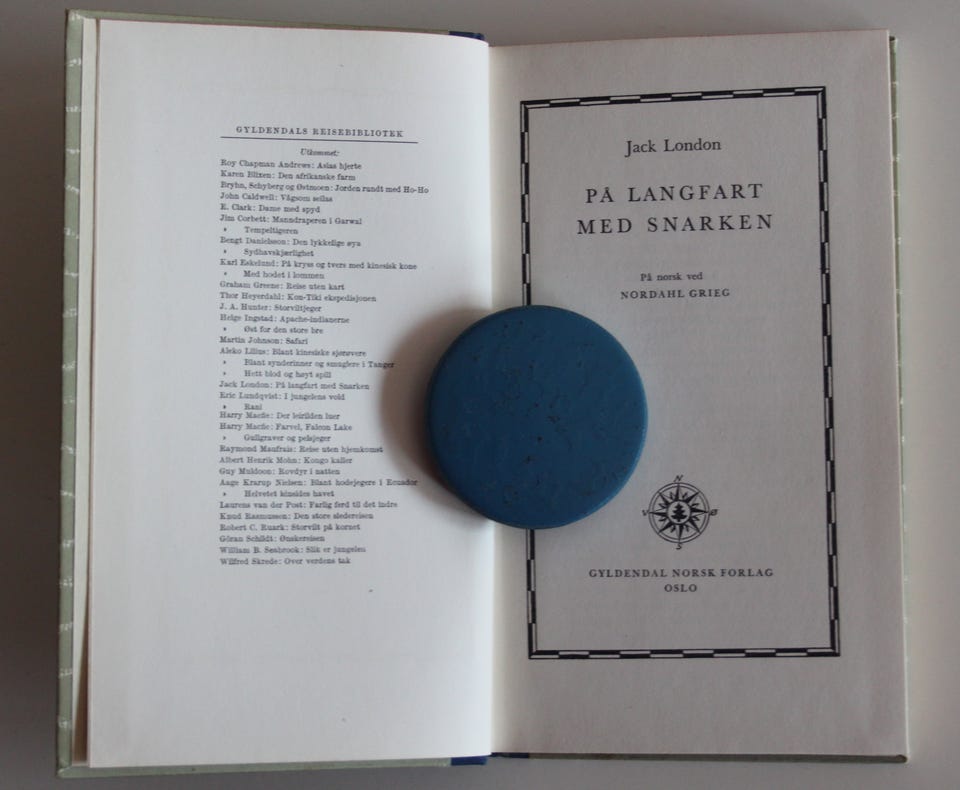 GYLDENDALS REISEBIBLIOTEK
Utkommet:
Roy Chapman Andrews: Asias hjerte
Karen Blixen: Den afrikanske farm
Bryhn, Schyberg og Østmoen: Jorden rundt med Ho-Ho
John Caldwell: Vågsom seilas
E. Clark: Dame med spyd
Jim Corbett: Manndraperen i Garwal
» Tempeltigeren
Bengt Danielsson: Den lykkelige øya
» Sydhavskjærlighet
Karl Eskelund: På kryss og tvers med kinesisk kone
» Med hodet i lommen
Graham Greene: Reise uten kart
Thor Heyerdahl: Kon-Tiki ekspedisjonen
J. A. Hunter: Storviltjeger
Helge Ingstad: Apache-indianerne
» Øst for den store bre
Martin Johnson: Safari
Aleko Lilius: Blant kinesiske sjørøvere
» Blant synderinner og smuglere i Tanger
» Hett blod og høyt spill
Jack London: På langfart med Snarken
Eric Lundqvist: I jungelens vold
» Rani
Harry Macfie: Der leirilden luer
Harry Macfie: Farvel, Falcon Lake
» Gullgraver og pelsjeger
Raymond Maufrais: Reise uten hjemkomst
Albert Henrik Mohn: Kongo kaller
Guy Muldoon: Rovdyr i natten
Aage Krarup Nielsen: Blant hodejegere i Ecuador
» Helvetet hinsides havet
Laurens van der Post: Farlig ferd til det indre
Knud Rasmussen: Den store slederéisen
Robert C. Ruark: Storvilt på kornet
Göran Schildt: Ønskereisen
William B. Seabrook: Slik er jungelen
Wilfred Skrede: Over verdens tak
Jack London
PÅ LANGFART
MED SNARKEN
På norsk ved
NORDAHL GRIEG
N
V Ø
S
GYLDENDAL NORSK FORLAG
OSLO